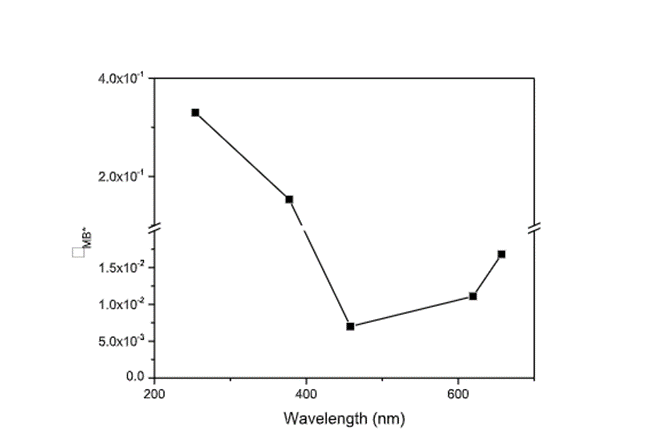 4.0x10⁻¹
2.0x10⁻¹
1.5x10⁻²
1.0x10⁻²
5.0x10⁻³
0.0
□MB*
200 400 600
Wavelength (nm)